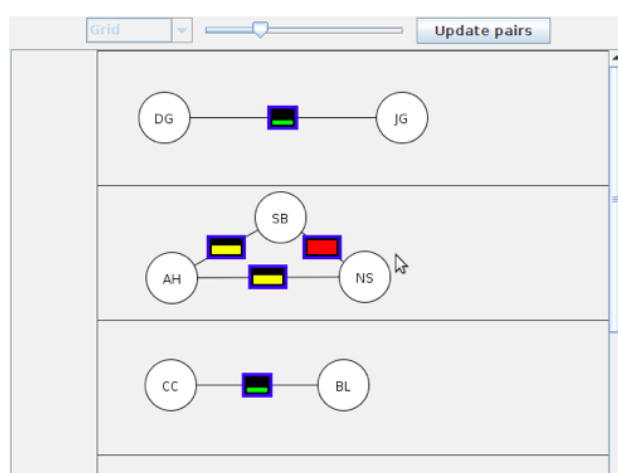 Grid
Update pairs
DG
JG
SB
AH
NS
CC
BL